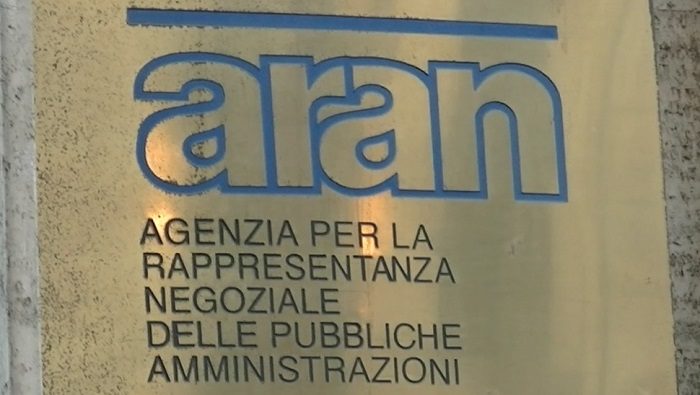 aran
AGENZIA PER LA
RAPPRESENTANZA
NEGOZIALE
DELLE PUBBLICHE
AMMINISTRAZIONI